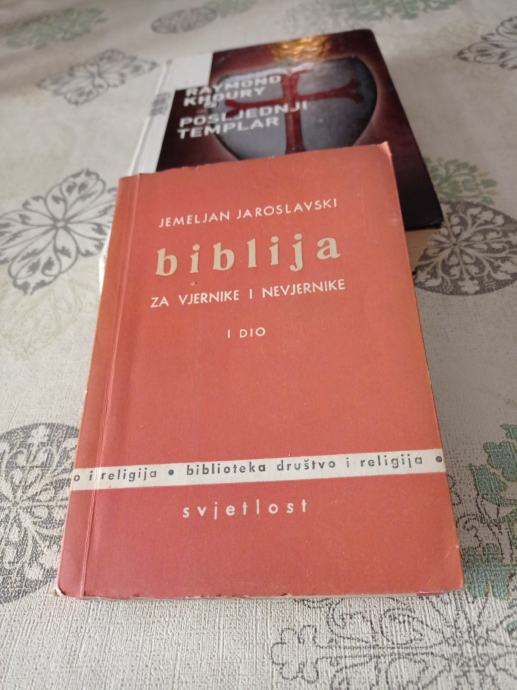 RAYMOND
KHOURY
POSLJEDNJI
TEMPLAR
JEMELJAN JAROSLAVSKI
biblija
ZA VJERNIKE I NEVJERNIKE
I DIO
o i religija • biblioteka društvo i religija •
svjetlost